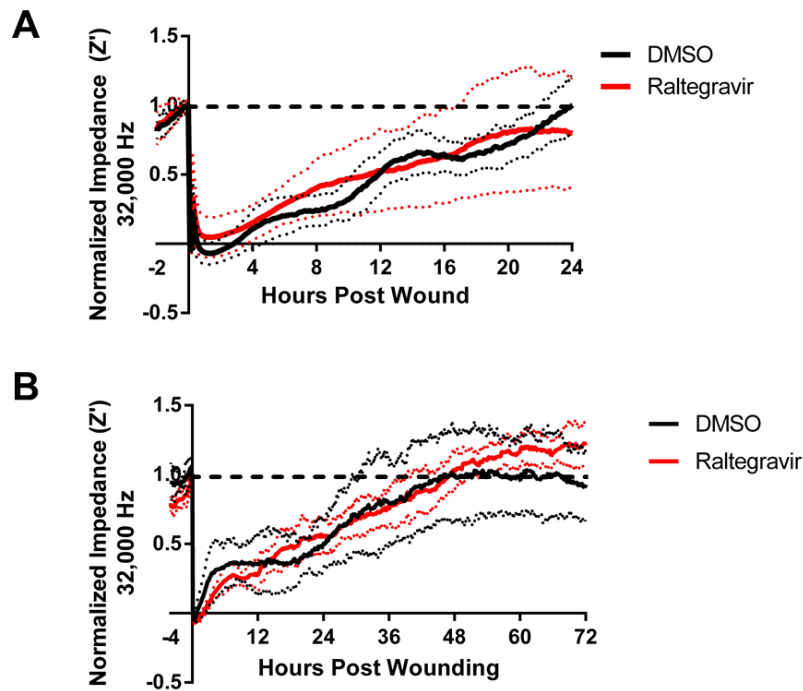 A
Normalized Impedance (Z')
32,000 Hz
1.5
1.0
0.5
-0.5
-2
4
8
12
16
20
24
Hours Post Wound
DMSO
Raltegravir
B
Normalized Impedance (Z')
32,000 Hz
1.5
1.0
0.5
-0.5
-4
12
24
36
48
60
72
Hours Post Wounding
DMSO
Raltegravir